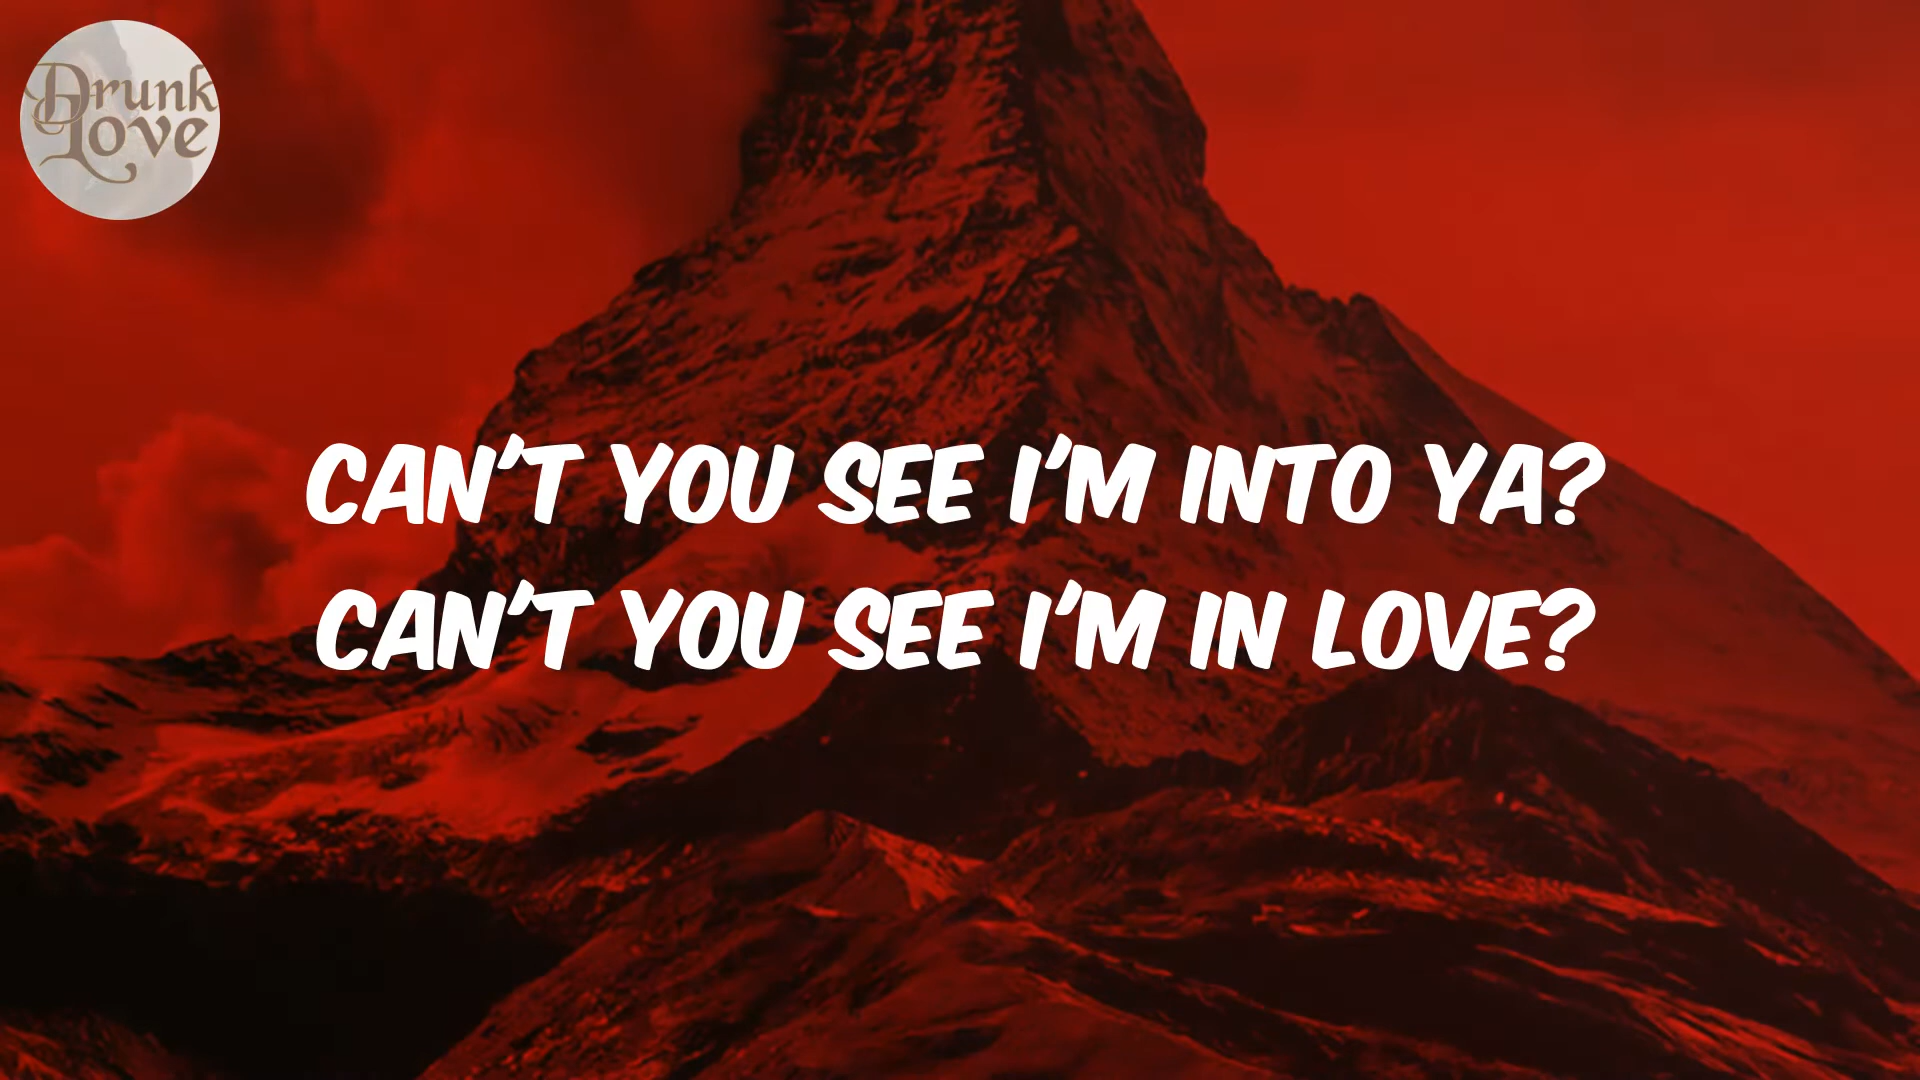 Drunk
Love
CAN'T YOU SEE I'M INTO YA?
CAN'T YOU SEE I'M IN LOVE?